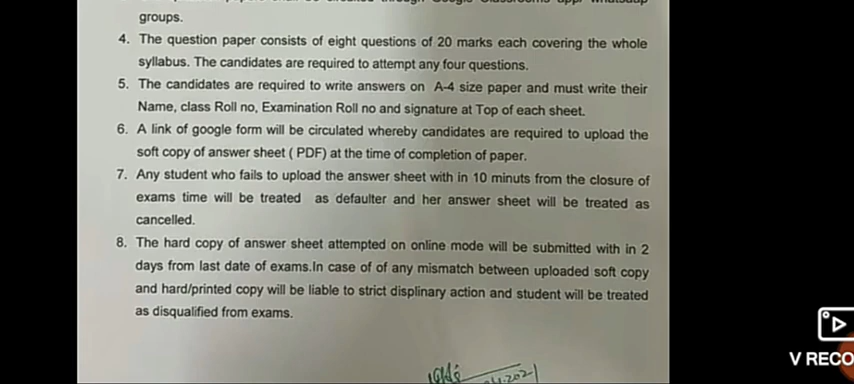 groups.
4. The question paper consists of eight questions of 20 marks each covering the whole
syllabus. The candidates are required to attempt any four questions.
5. The candidates are required to write answers on A-4 size paper and must write their
Name, class Roll no, Examination Roll no and signature at Top of each sheet.
6. A link of google form will be circulated whereby candidates are required to upload the
soft copy of answer sheet ( PDF) at the time of completion of paper.
7. Any student who fails to upload the answer sheet with in 10 minuts from the closure of
exams time will be treated as defaulter and her answer sheet will be treated as
cancelled.
8. The hard copy of answer sheet attempted on online mode will be submitted with in 2
days from last date of exams.In case of of any mismatch between uploaded soft copy
and hard/printed copy will be liable to strict displinary action and student will be treated
as disqualified from exams.
V RECO